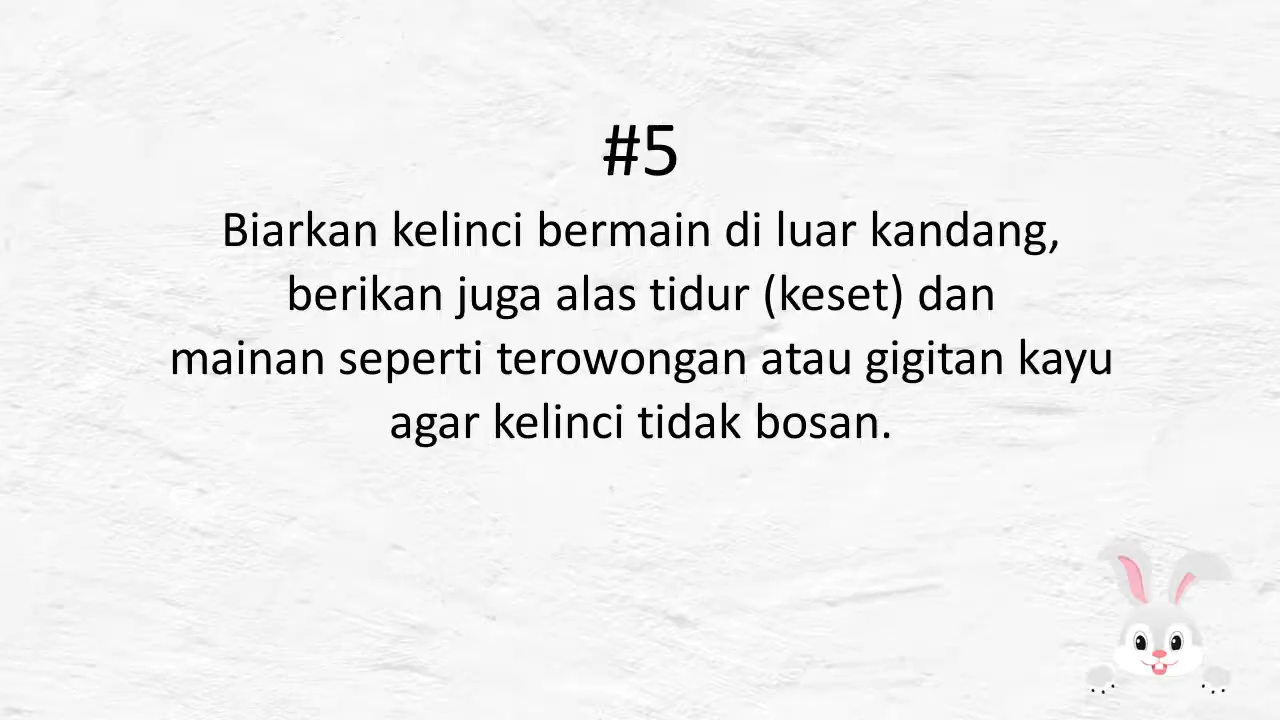 #5
Biarkan kelinci bermain di luar kandang,
berikan juga alas tidur (keset) dan
mainan seperti terowongan atau gigitan kayu
agar kelinci tidak bosan.